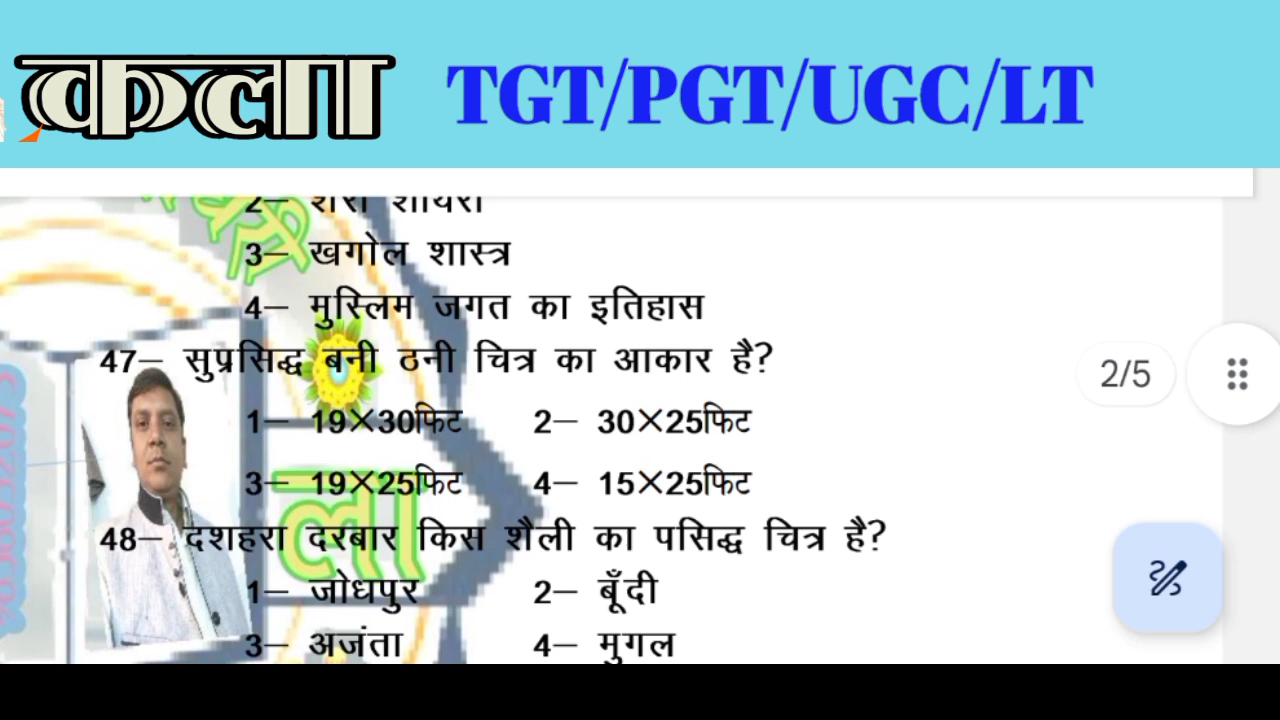 कला TGT/PGT/UGC/LT
2– शेरो शायरी
3– खगोल शास्त्र
4– मुस्लिम जगत का इतिहास
47– सुप्रसिद्ध बनी ठनी चित्र का आकार है?
2/5
1– 19×30फिट 2– 30×25फिट
3– 19×25फिट 4– 15×25फिट
ला
48– दशहरा दरबार किस शैली का पसिद्ध चित्र है?
1– जोधपुर 2– बूँदी
3– अजंता 4– मुगल